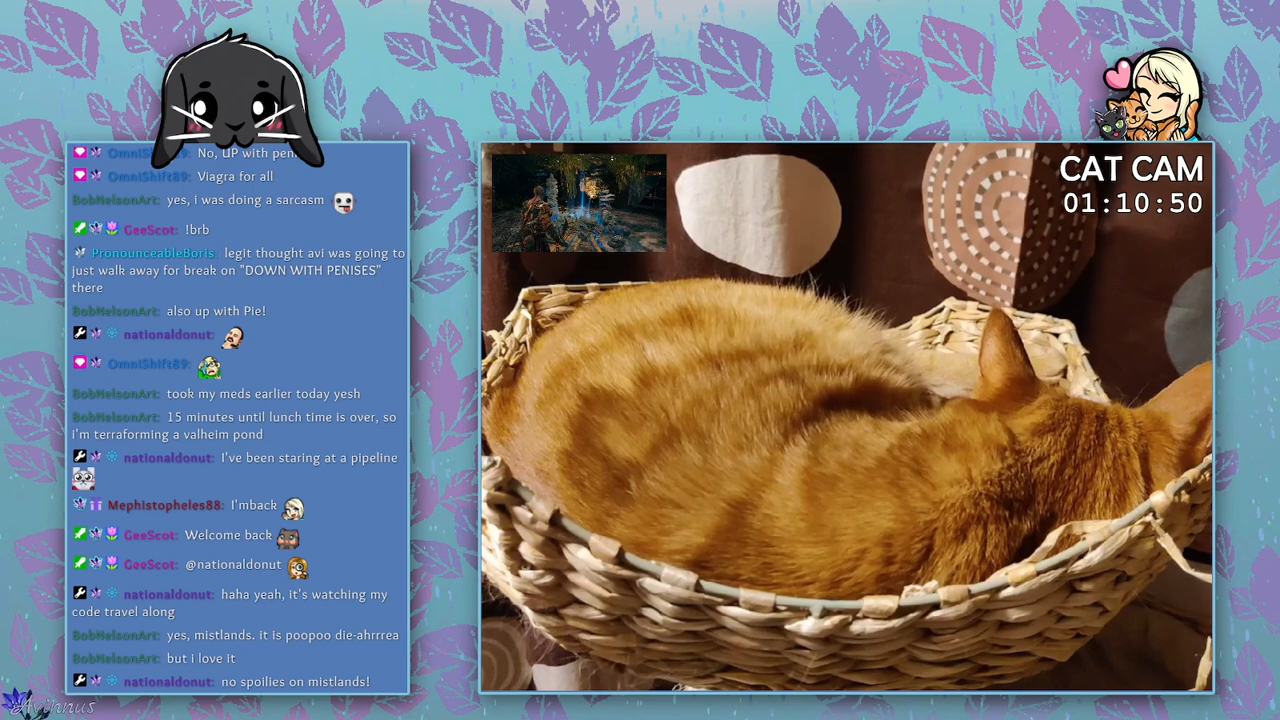 OmniShift89: No, UP with pen
OmniShift89: Viagra for all
BobNelsonArt: yes, i was doing a sarcasm
GeeScot: !brb
PronounceableBoris: legit thought avi was going to
just walk away for break on "DOWN WITH PENISES"
there
BobNelsonArt: also up with Pie!
nationaldonut:
OmniShift89:
BobNelsonArt: took my meds earlier today yesh
BobNelsonArt: 15 minutes until lunch time is over, so
i'm terraforming a valheim pond
nationaldonut: I've been staring at a pipeline
Mephistopheles88: I'mback
GeeScot: Welcome back
GeeScot: @nationaldonut
nationaldonut: haha yeah, it's watching my
code travel along
BobNelsonArt: yes, mistlands. it is poopoo die-ahrrrea
BobNelsonArt: but i love it
nationaldonut: no spoilies on mistlands!
Avinnus
CAT CAM
01:10:50